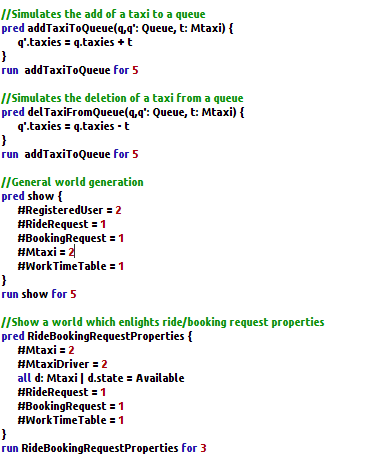 //Simulates the add of a taxi to a queue
pred addTaxiToQueue(q,q': Queue, t: Mtaxi) {
q'.taxies = q.taxies + t
}
run  addTaxiToQueue for 5
//Simulates the deletion of a taxi from a queue
pred delTaxiFromQueue(q,q': Queue, t: Mtaxi) {
q'.taxies = q.taxies - t
}
run  addTaxiToQueue for 5
//General world generation
pred show {
#RegisteredUser = 2
#RideRequest = 1
#BookingRequest = 1
#Mtaxi = 2
#WorkTimeTable = 1
}
run show for 5
//Show a world which enlights ride/booking request properties
pred RideBookingRequestProperties {
#Mtaxi = 2
#MtaxiDriver = 2
all d: Mtaxi | d.state = Available
#RideRequest = 1
#BookingRequest = 1
#WorkTimeTable = 1
}
run RideBookingRequestProperties for 3